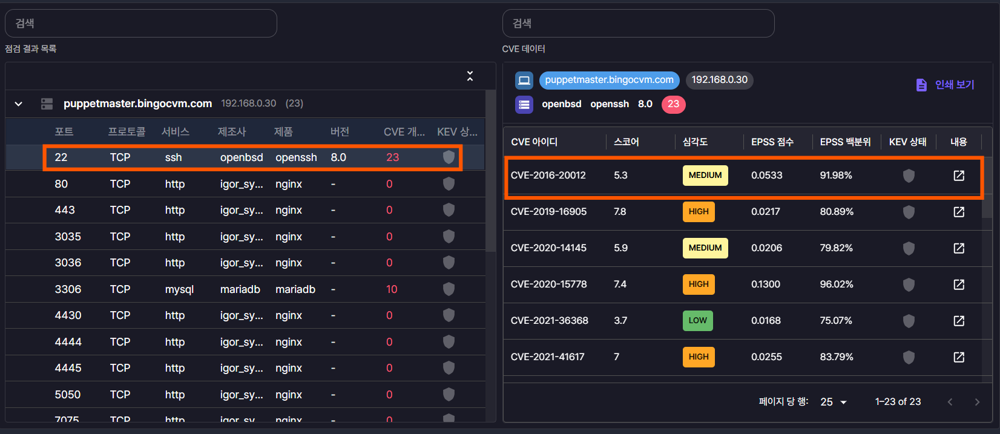 검색
점검 결과 목록
puppetmaster.bingocvm.com 192.168.0.30 (23)
포트 프로토콜 서비스 제조사 제품 버전 CVE 개... KEV 상...
22 TCP ssh openbsd openssh 8.0 23
80 TCP http igor_sy... nginx - 0
443 TCP http igor_sy... nginx - 0
3035 TCP http igor_sy... nginx - 0
3036 TCP http igor_sy... nginx - 0
3306 TCP mysql mariadb mariadb - 10
4430 TCP http igor_sy... nginx - 0
4444 TCP http igor_sy... nginx - 0
4445 TCP http igor_sy... nginx - 0
5050 TCP http igor_sy... nginx - 0
7075 TCP http igor_sy... nginx - 0
검색
CVE 데이터
puppetmaster.bingocvm.com 192.168.0.30
인쇄 보기
openbsd openssh 8.0 23
CVE 아이디 스코어 심각도 EPSS 점수 EPSS 백분위 KEV 상태 내용
CVE-2016-20012 5.3 MEDIUM 0.0533 91.98%
CVE-2019-16905 7.8 HIGH 0.0217 80.89%
CVE-2020-14145 5.9 MEDIUM 0.0206 79.82%
CVE-2020-15778 7.4 HIGH 0.1300 96.02%
CVE-2021-36368 3.7 LOW 0.0168 75.07%
CVE-2021-41617 7 HIGH 0.0255 83.79%
페이지 당 행: 25 1–23 of 23